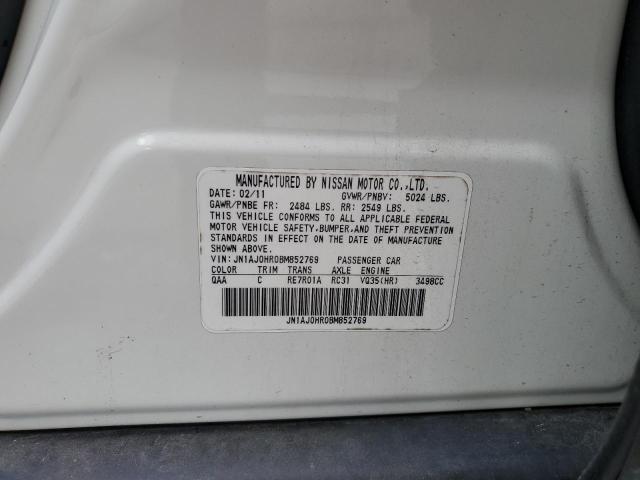 MANUFACTURED BY NISSAN MOTOR CO.,LTD.
DATE: 02/11 GVWR/PNBV: 5024 LBS.
GAWR/PNBE FR: 2484 LBS. RR: 2549 LBS.
THIS VEHICLE CONFORMS TO ALL APPLICABLE FEDERAL
MOTOR VEHICLE SAFETY,BUMPER,AND THEFT PREVENTION
STANDARDS IN EFFECT ON THE DATE OF MANUFACTURE
SHOWN ABOVE.
VIN: JN1AJ0HR0BM852769 PASSENGER CAR
COLOR TRIM TRANS AXLE ENGINE
QAA C RE7R01A RC31 VQ35(HR) 3498CC
JN1AJ0HR0BM852769